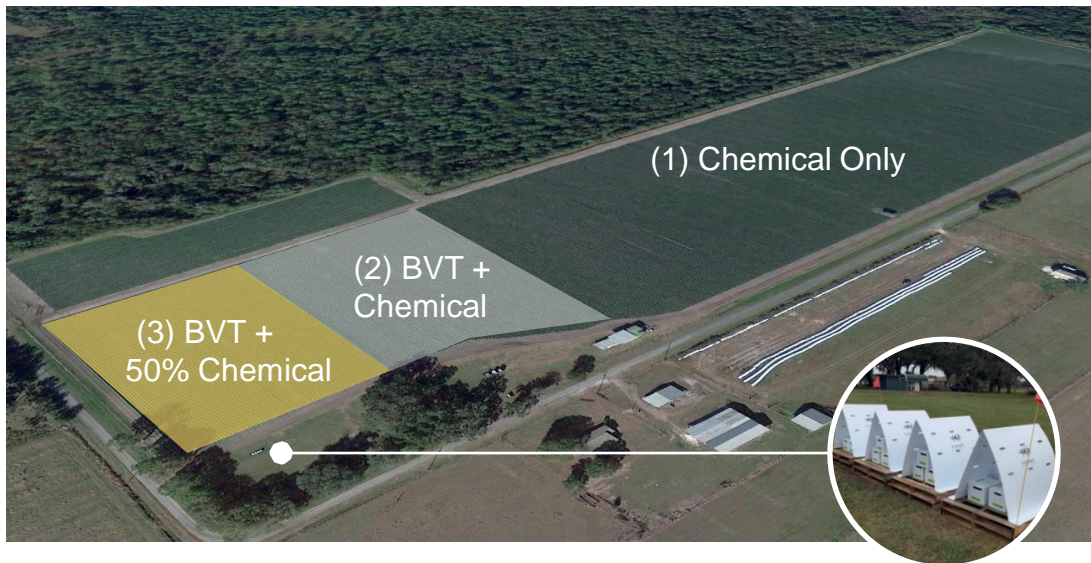 (1) Chemical Only
(2) BVT +
Chemical
(3) BVT +
50% Chemical